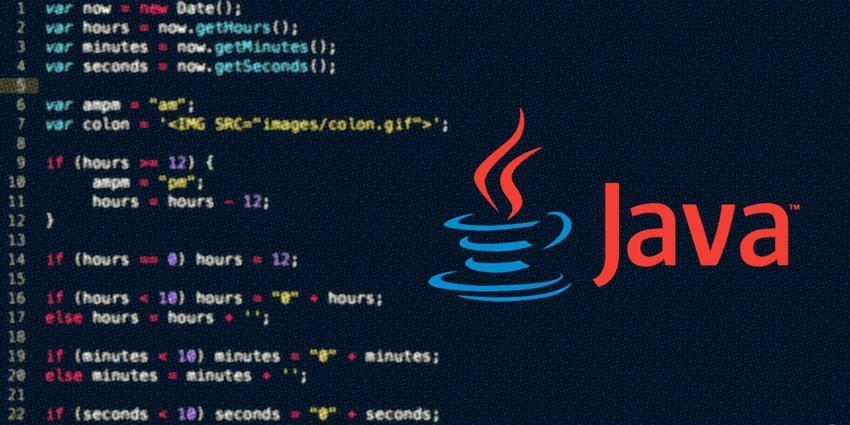 1 var now = new Date();
2 var hours = now.getHours();
3 var minutes = now.getMinutes();
4 var seconds = now.getSeconds();
5
6 var ampm = "am";
7 var colon = '<IMG SRC="images/colon.gif">';
8
9 if (hours >= 12) {
10 ampm = "pm";
11 hours = hours - 12;
12 }
13
14 if (hours == 0) hours = 12;
15
16 if (hours < 10) hours = "0" + hours;
17 else hours = hours + '';
18
19 if (minutes < 10) minutes = "0" + minutes;
20 else minutes = minutes + '';
21
22 if (seconds < 10) seconds = "0" + seconds;
Java™